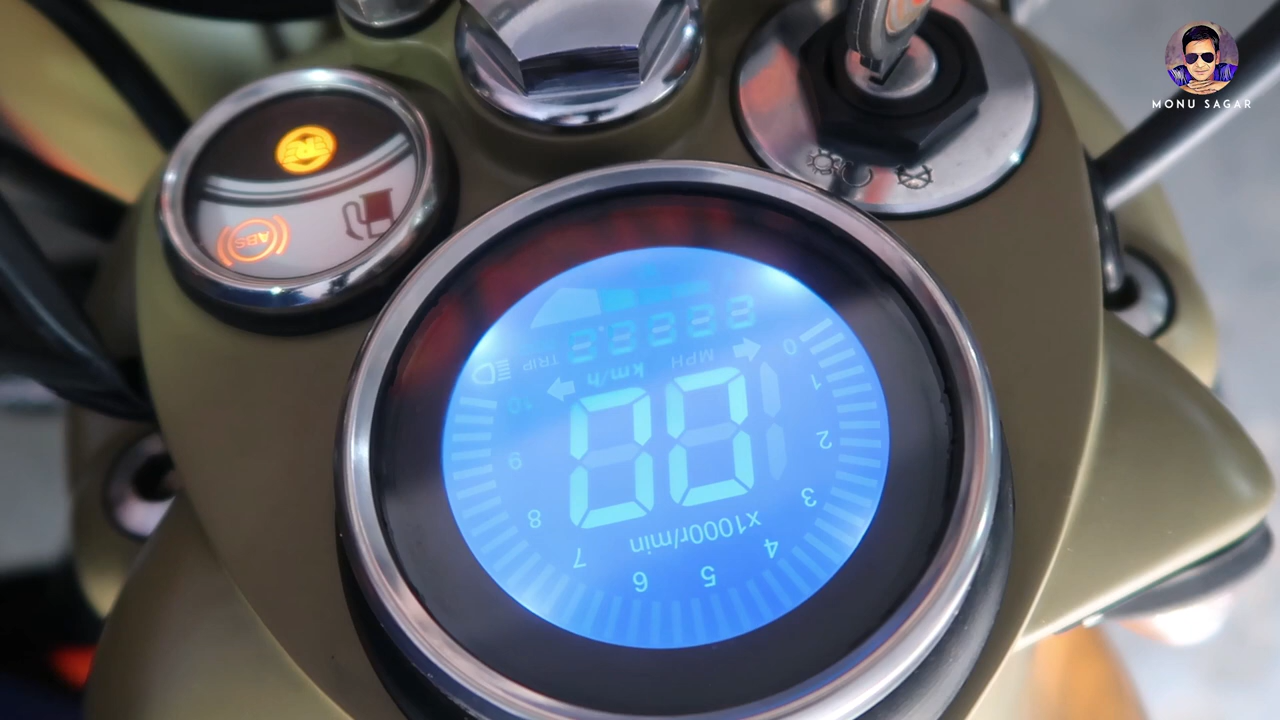 MONU SAGAR
ABS
5 6
4 7
x1000r/min
3 8
2 00 9
1 10
0 MPH km/h TRIP